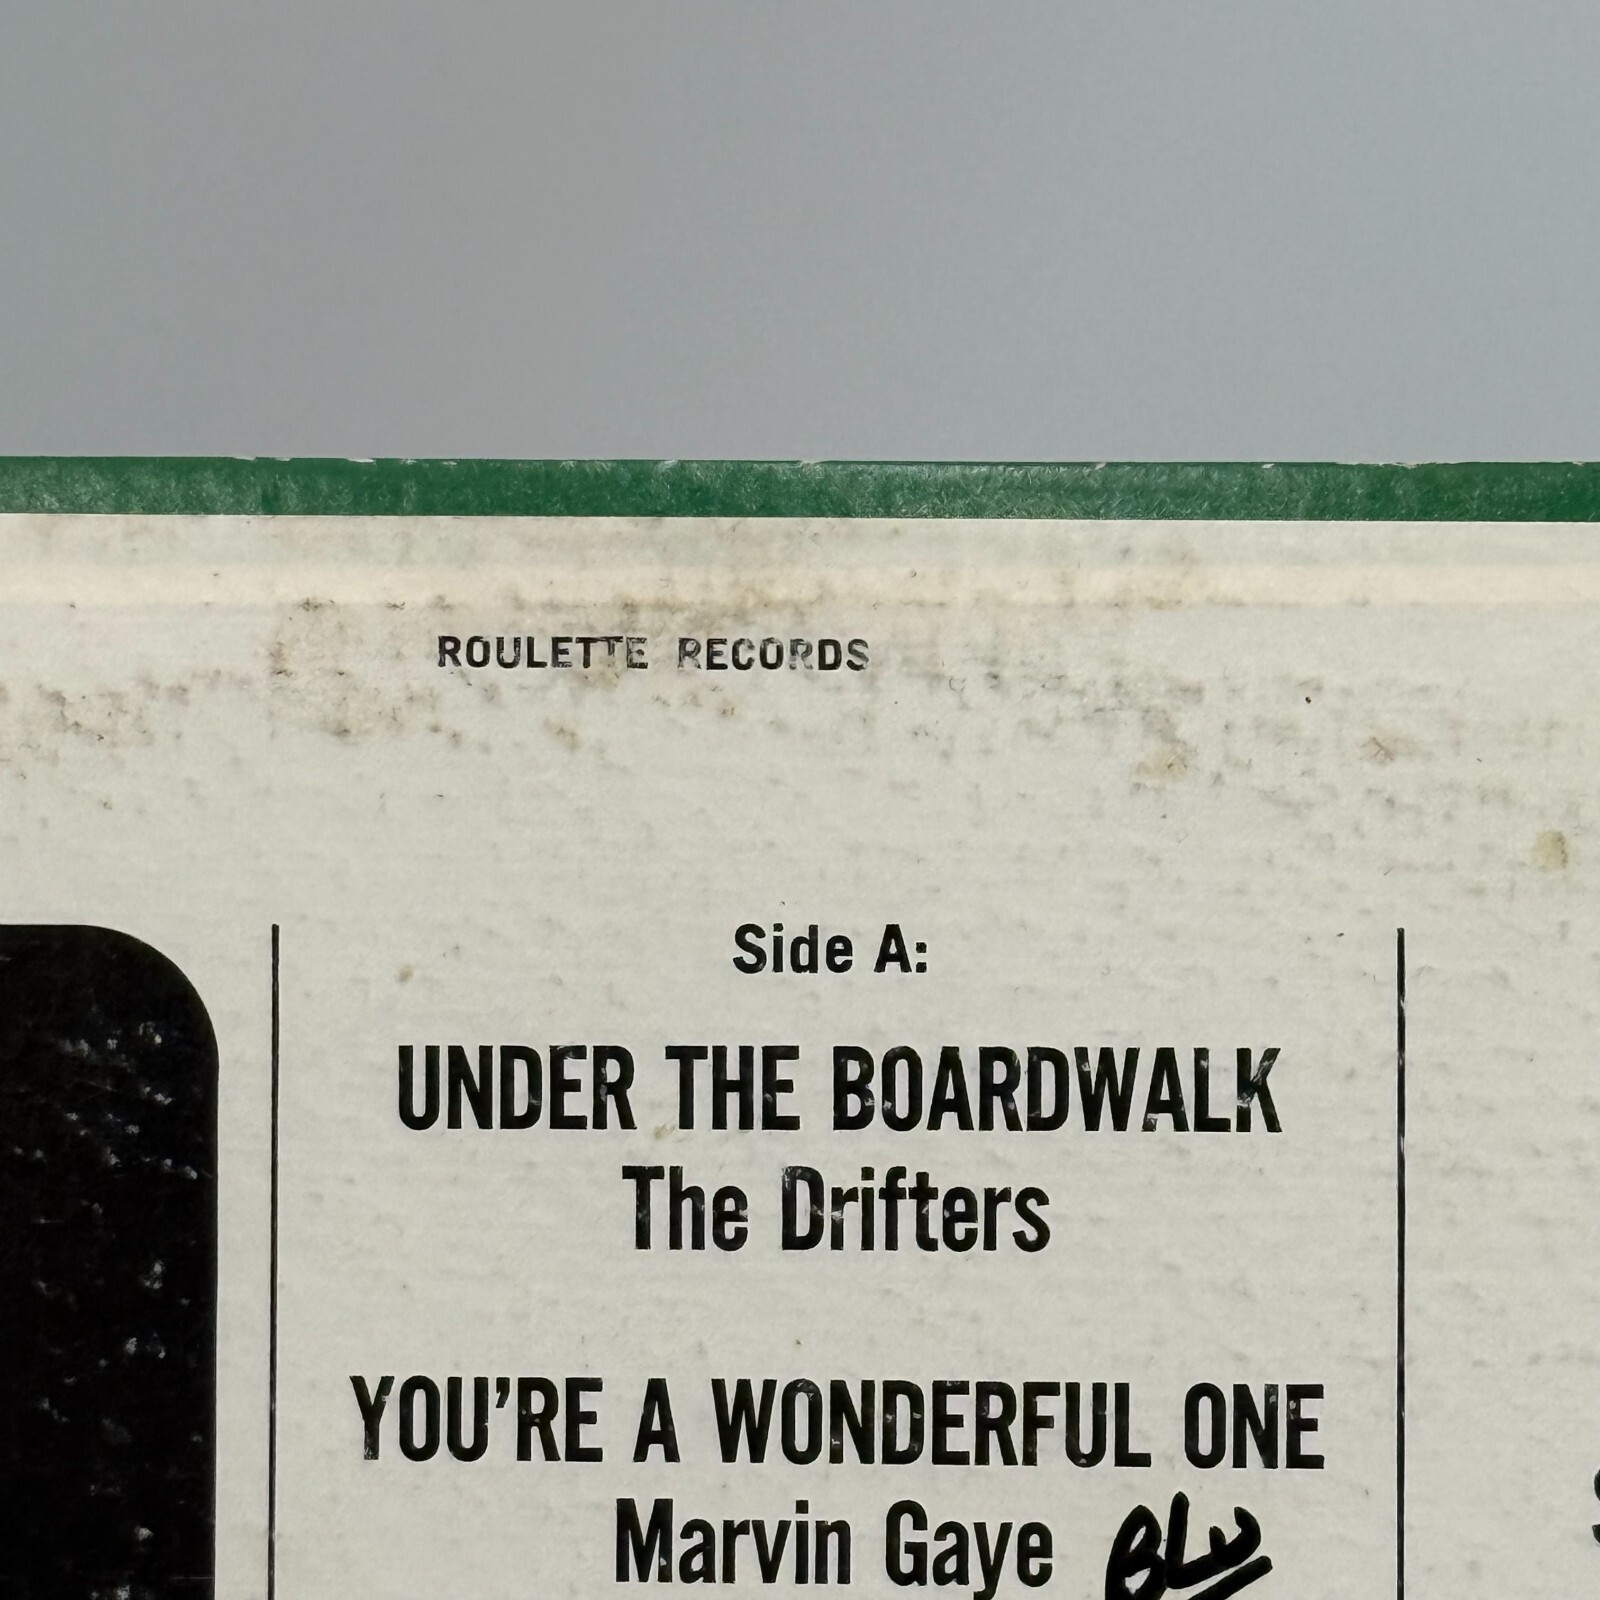 ROULETTE RECORDS
Side A:
UNDER THE BOARDWALK
The Drifters
YOU'RE A WONDERFUL ONE
Marvin Gaye